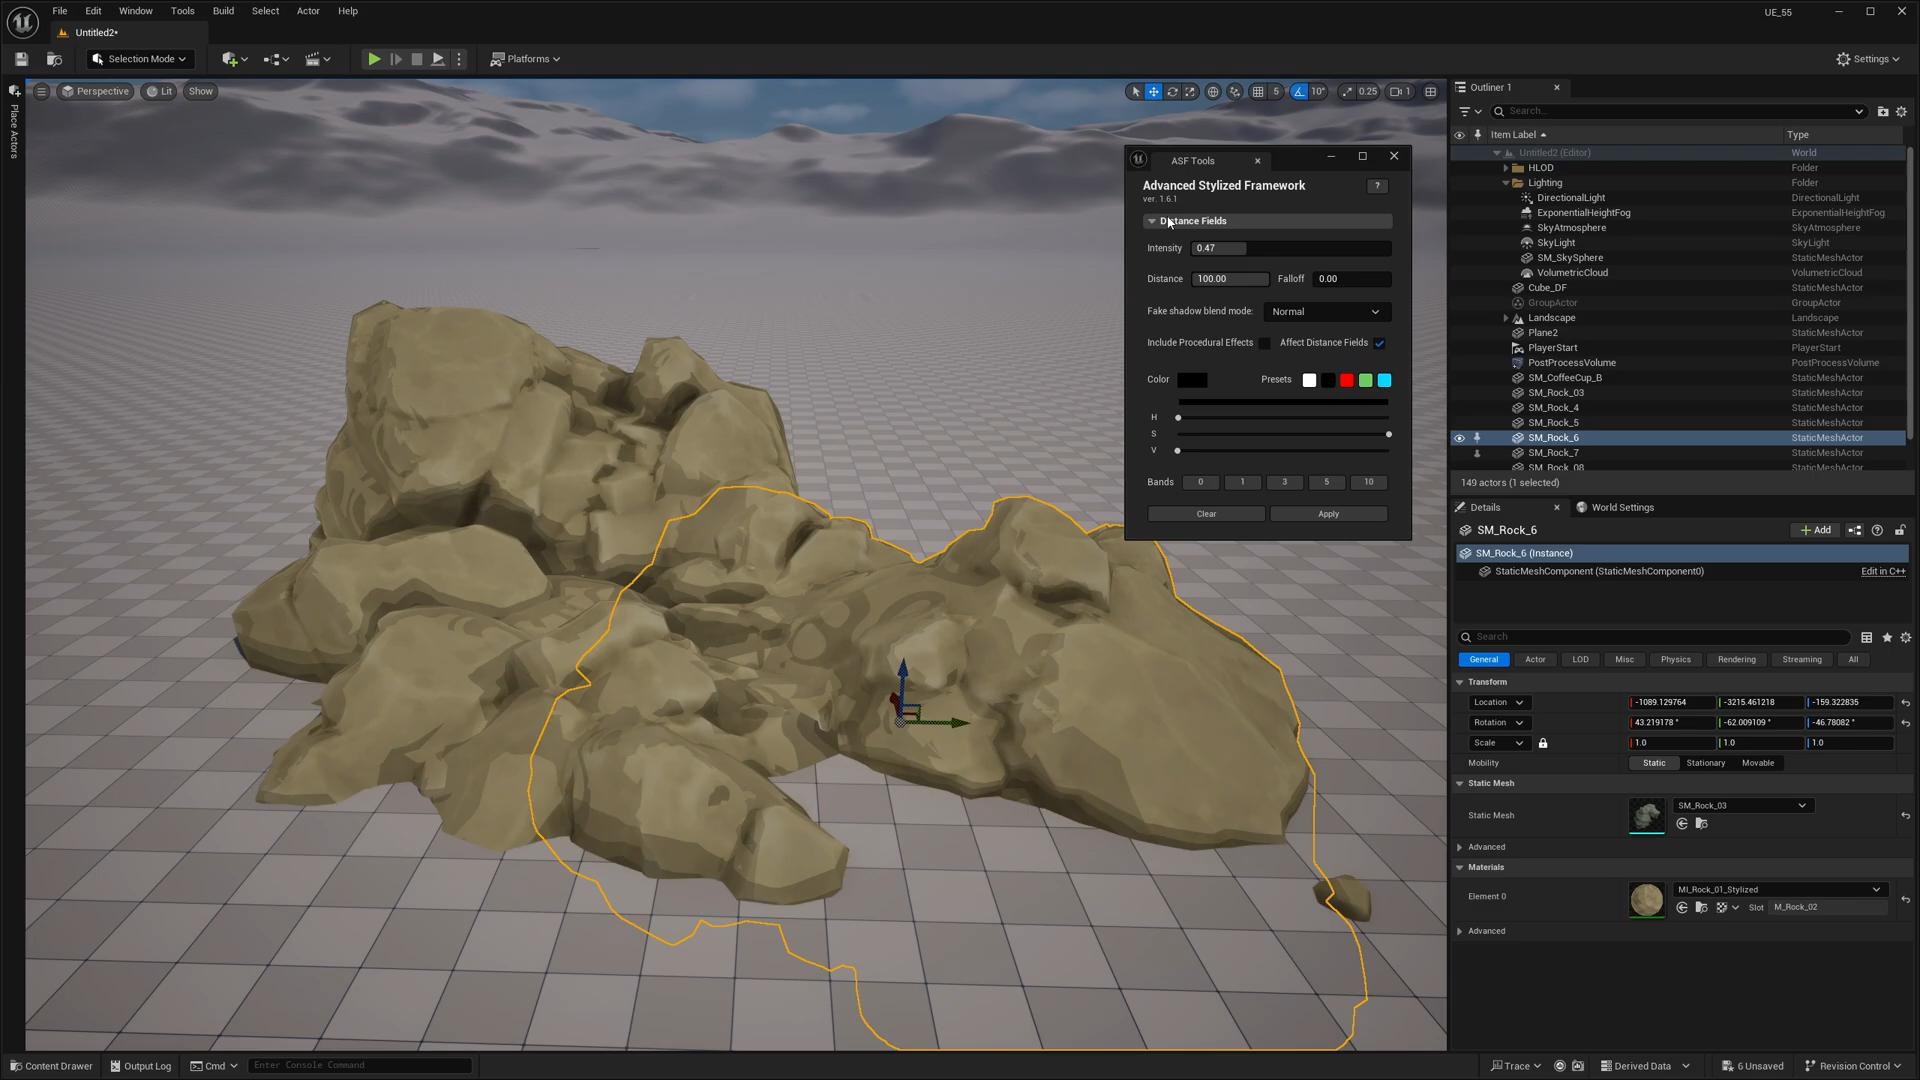 File Edit Window Tools Build Select Actor Help
UE_55
Untitled2•
Selection Mode
Platforms
Settings
Place Actors
Perspective Lit Show
5 10° 0.25 1
ASF Tools
Advanced Stylized Framework ?
ver. 1.6.1
Distance Fields
Intensity 0.47
Distance 100.00 Falloff 0.00
Fake shadow blend mode: Normal
Include Procedural Effects Affect Distance Fields
Color Presets
H
S
V
Bands 0 1 3 5 10
Clear Apply
Outliner 1
Search...
Item Label Type
Untitled2 (Editor) World
HLOD Folder
Lighting Folder
DirectionalLight DirectionalLight
ExponentialHeightFog ExponentialHeightFog
SkyAtmosphere SkyAtmosphere
SkyLight SkyLight
SM_SkySphere StaticMeshActor
VolumetricCloud VolumetricCloud
Cube_DF StaticMeshActor
GroupActor GroupActor
Landscape Landscape
Plane2 StaticMeshActor
PlayerStart PlayerStart
PostProcessVolume PostProcessVolume
SM_CoffeeCup_B StaticMeshActor
SM_Rock_03 StaticMeshActor
SM_Rock_4 StaticMeshActor
SM_Rock_5 StaticMeshActor
SM_Rock_6 StaticMeshActor
SM_Rock_7 StaticMeshActor
SM_Rock_08 StaticMeshActor
149 actors (1 selected)
Details World Settings
SM_Rock_6 + Add
SM_Rock_6 (Instance)
StaticMeshComponent (StaticMeshComponent0) Edit in C++
Search
General Actor LOD Misc Physics Rendering Streaming All
Transform
Location -1089.129764 -3215.461218 -159.322835
Rotation 43.219178 ° -62.009109 ° -46.78082 °
Scale 1.0 1.0 1.0
Mobility Static Stationary Movable
Static Mesh
Static Mesh SM_Rock_03
Advanced
Materials
Element 0 MI_Rock_01_Stylized
Slot M_Rock_02
Advanced
Content Drawer Output Log Cmd Enter Console Command
Trace Derived Data 6 Unsaved Revision Control